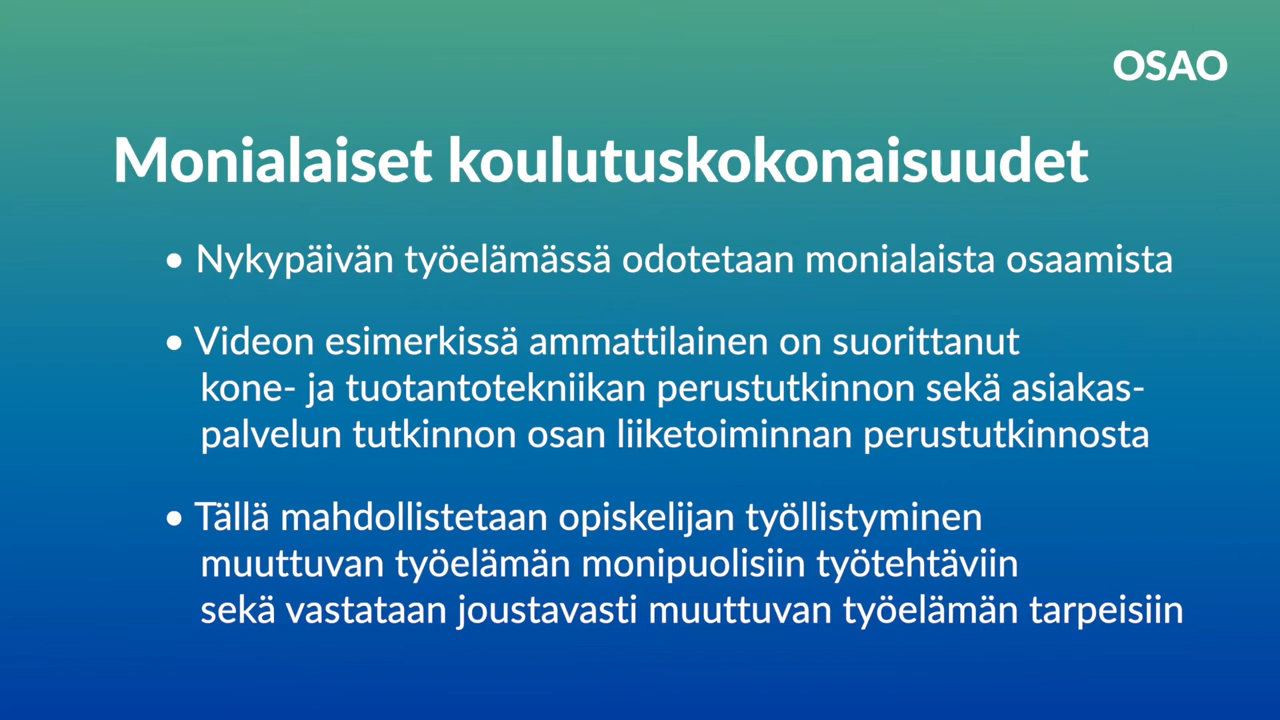 OSAO
Monialaiset koulutuskokonaisuudet
• Nykypäivän työelämässä odotetaan monialaista osaamista
• Videon esimerkissä ammattilainen on suorittanut
kone- ja tuotantotekniikan perustutkinnon sekä asiakas-
palvelun tutkinnon osan liiketoiminnan perustutkinnosta
• Tällä mahdollistetaan opiskelijan työllistyminen
muuttuvan työelämän monipuolisiin työtehtäviin
sekä vastataan joustavasti muuttuvan työelämän tarpeisiin